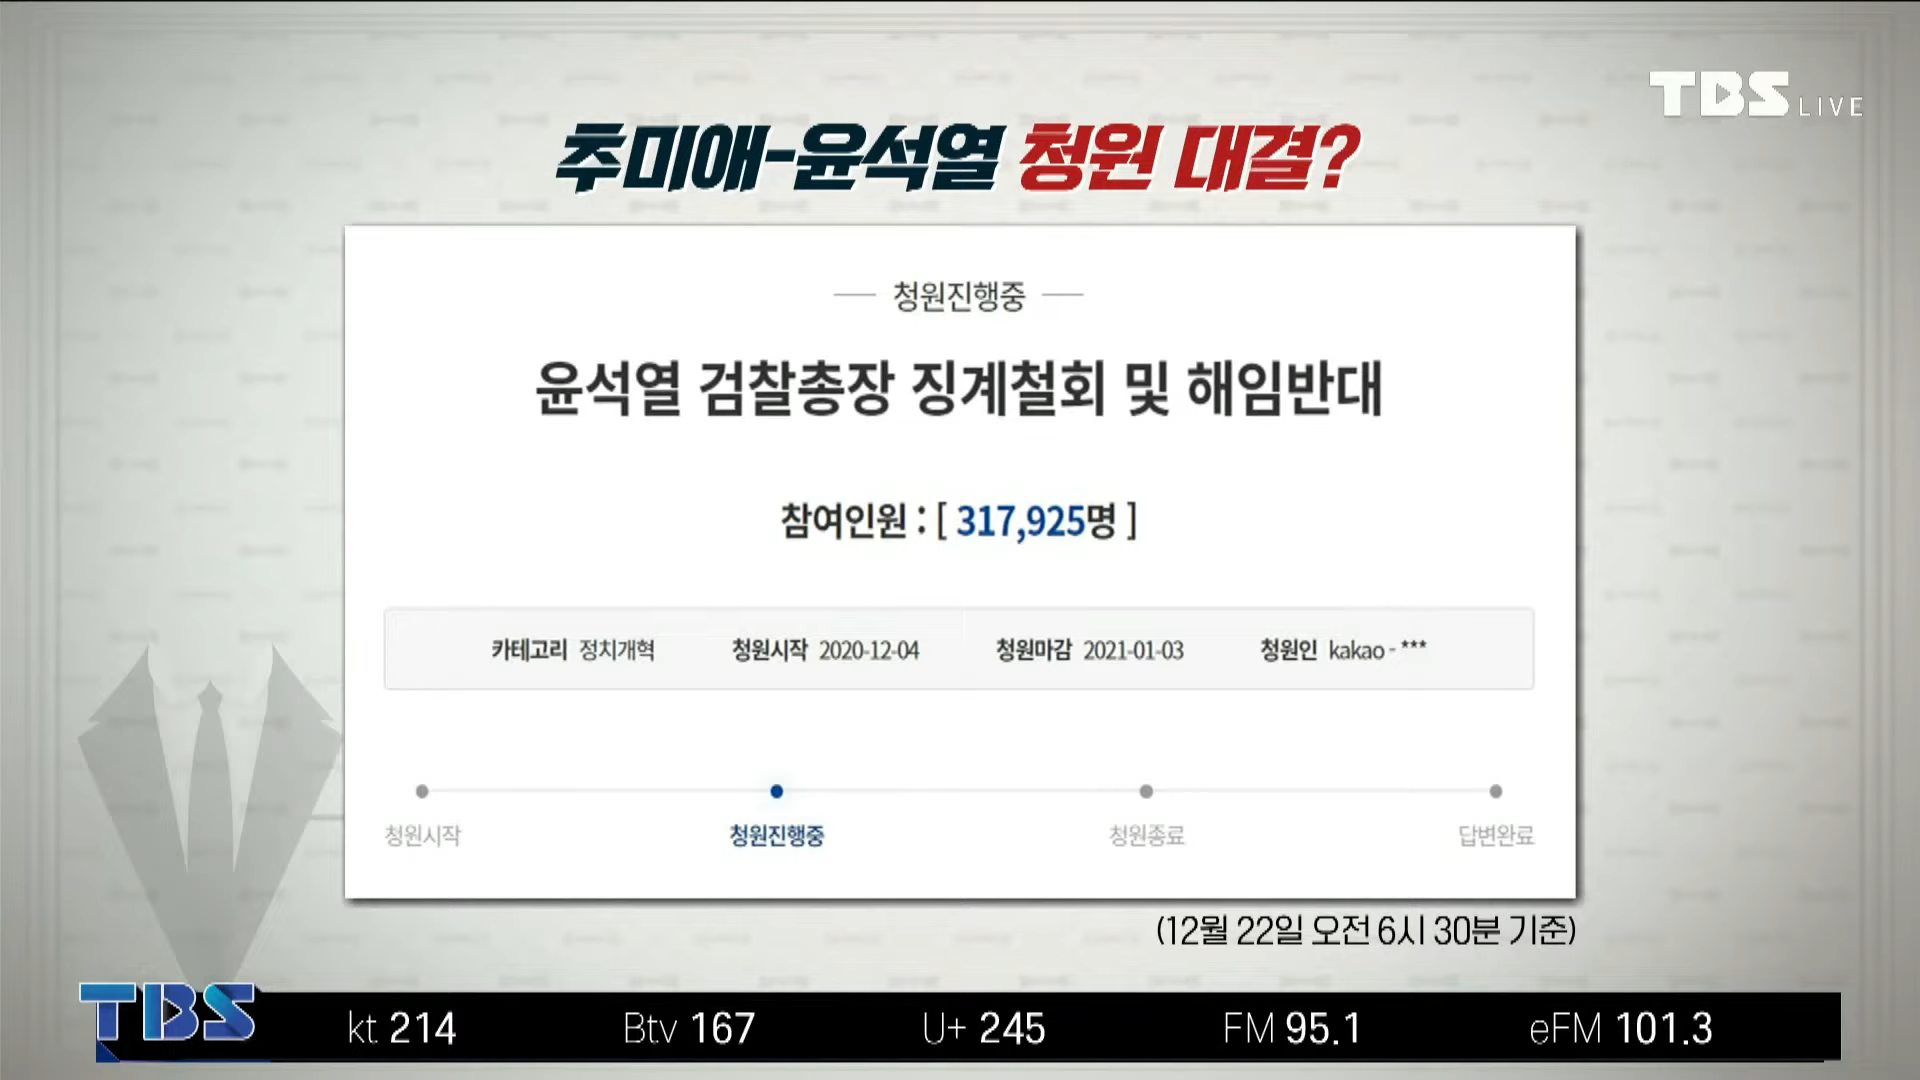 TBS LIVE
추미애-윤석열 청원 대결?
청원진행중
윤석열 검찰총장 징계철회 및 해임반대
참여인원 : [ 317,925명 ]
카테고리 정치개혁 청원시작 2020-12-04 청원마감 2021-01-03 청원인 kakao - ***
청원시작 청원진행중 청원종료 답변완료
(12월 22일 오전 6시 30분 기준)
TBS kt 214 Btv 167 U+ 245 FM 95.1 eFM 101.3